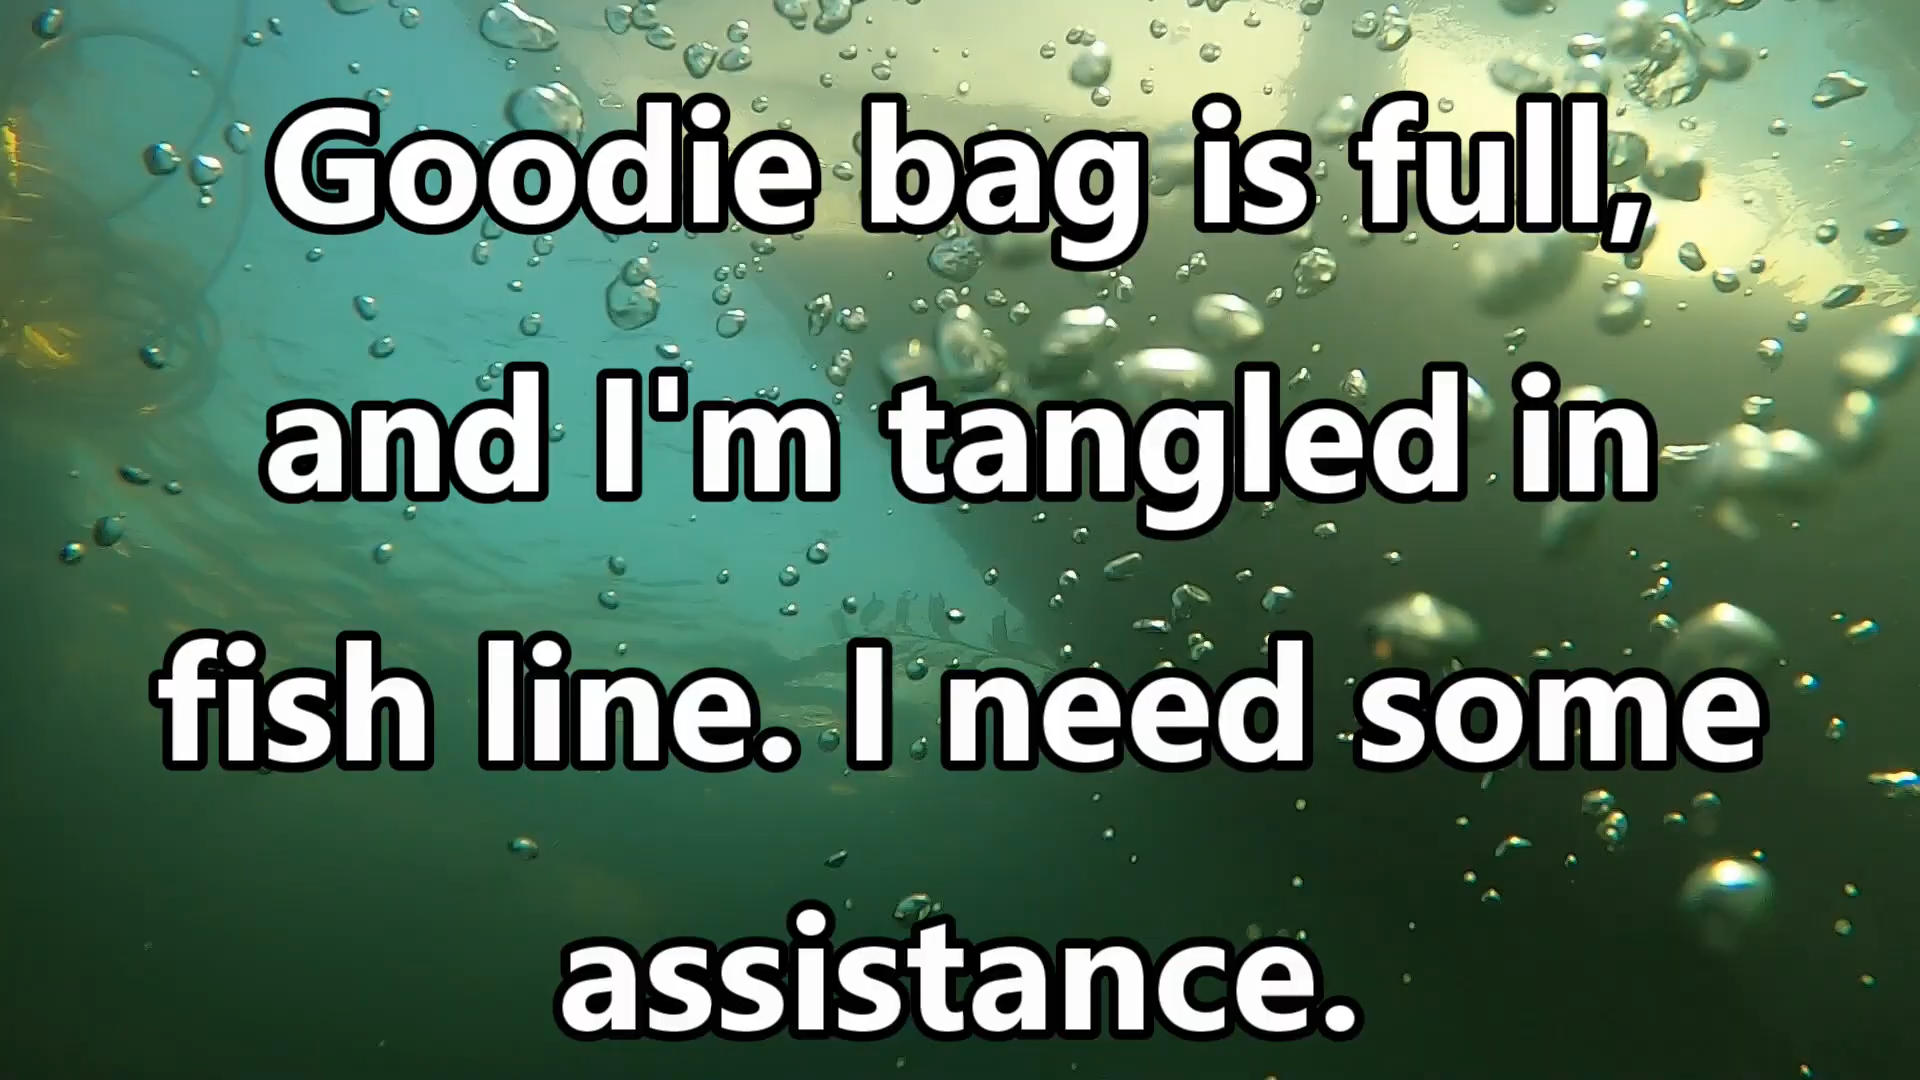 Goodie bag is full,
and I'm tangled in
fish line. I need some
assistance.